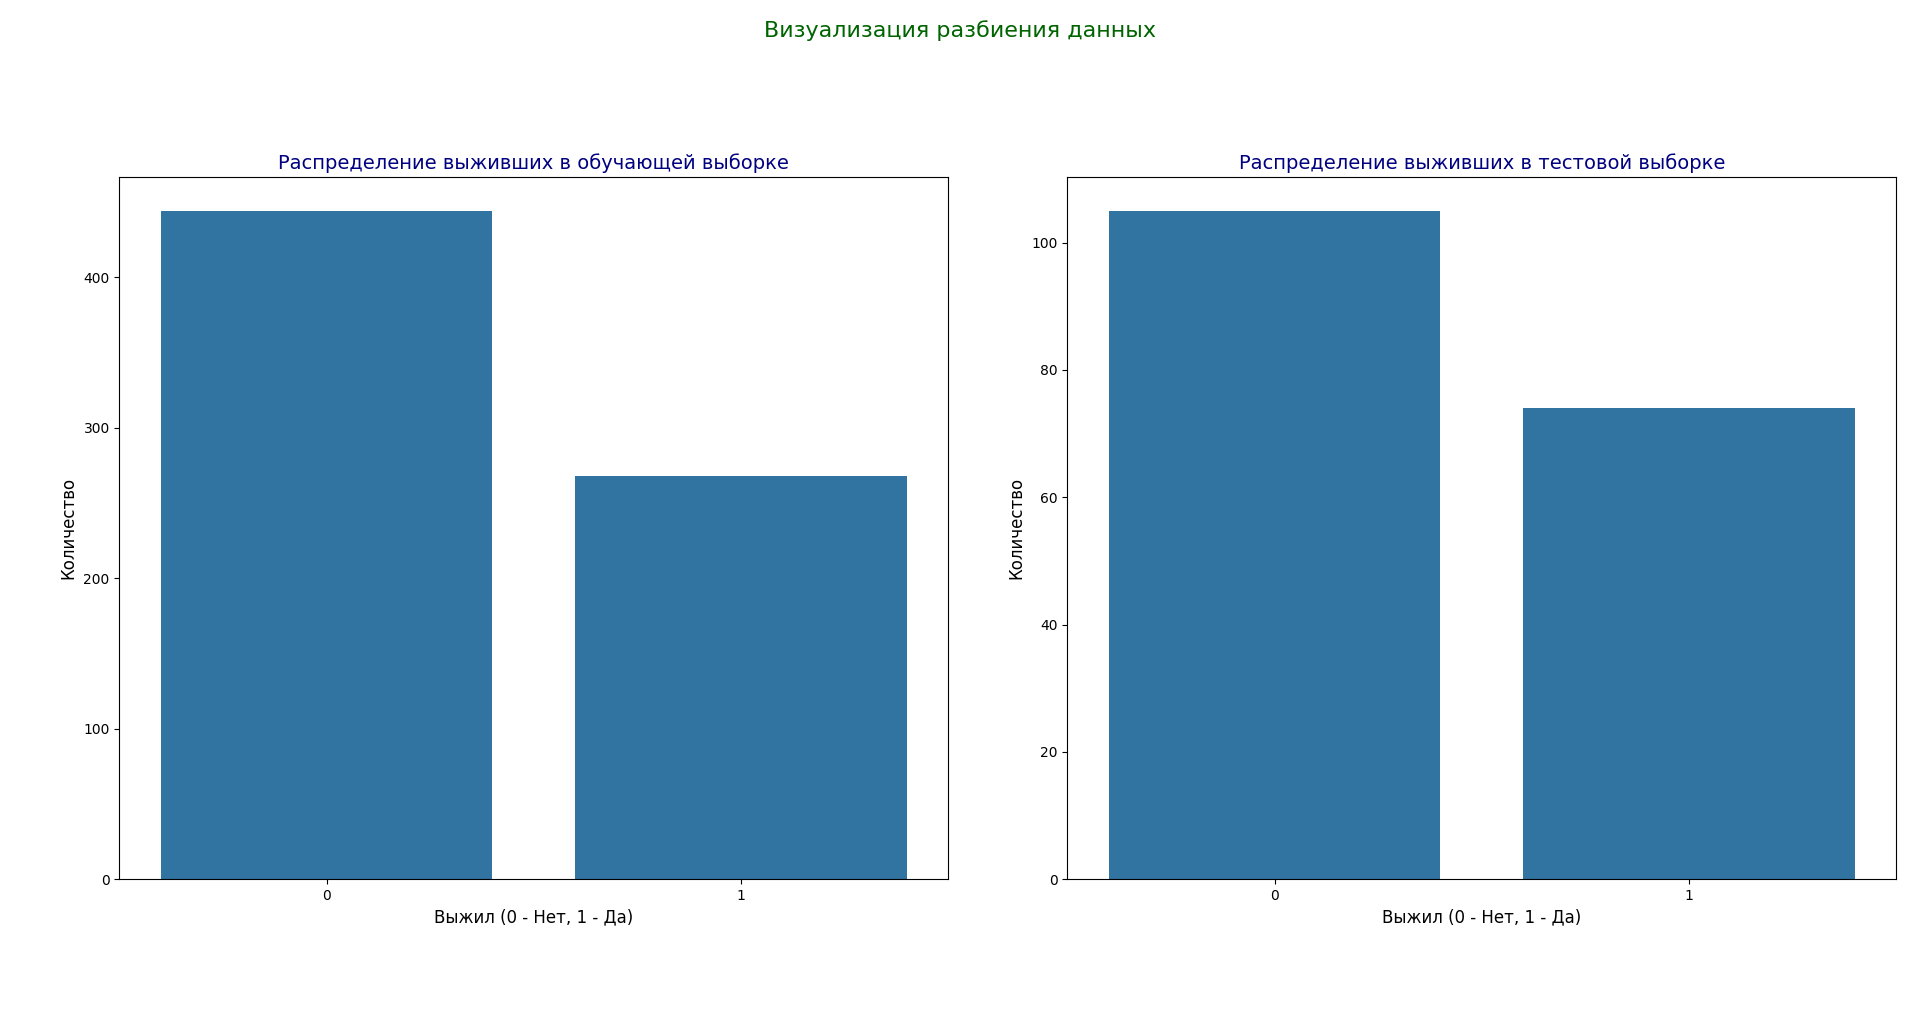 Визуализация разбиения данных
Распределение выживших в обучающей выборке
Количество
400
300
200
100
0
0 1
Выжил (0 - Нет, 1 - Да)
Распределение выживших в тестовой выборке
Количество
100
80
60
40
20
0
0 1
Выжил (0 - Нет, 1 - Да)